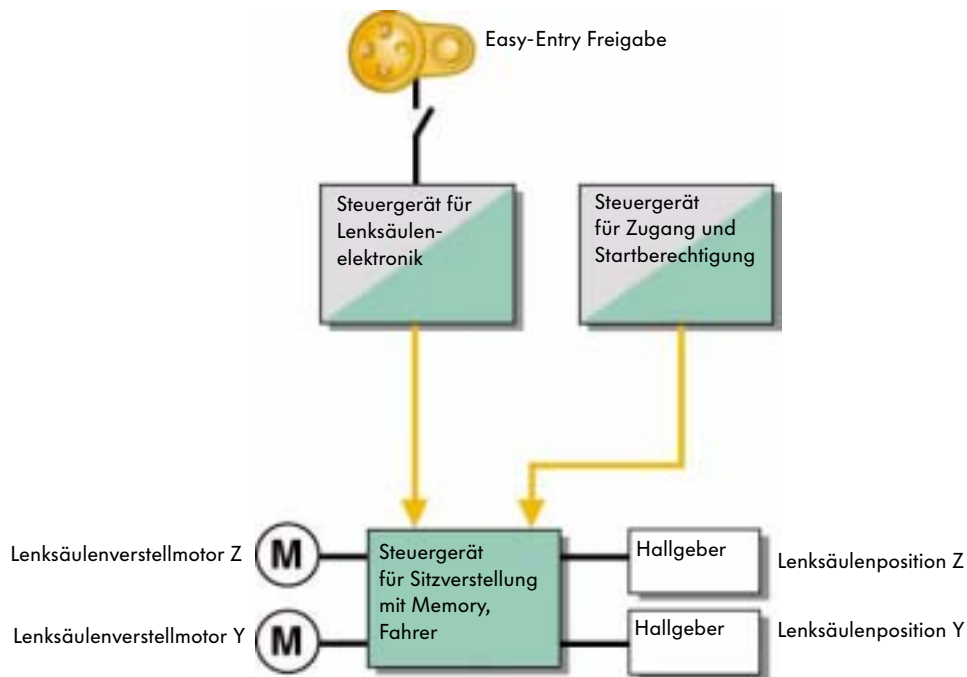 Easy-Entry Freigabe
Steuergerät für
Lenksäulen-
elektronik
Steuergerät
für Zugang und
Startberechtigung
Lenksäulenverstellmotor Z
M
Steuergerät
für Sitzverstellung
mit Memory,
Fahrer
Hallgeber
Lenksäulenposition Z
Lenksäulenverstellmotor Y
M
Hallgeber
Lenksäulenposition Y